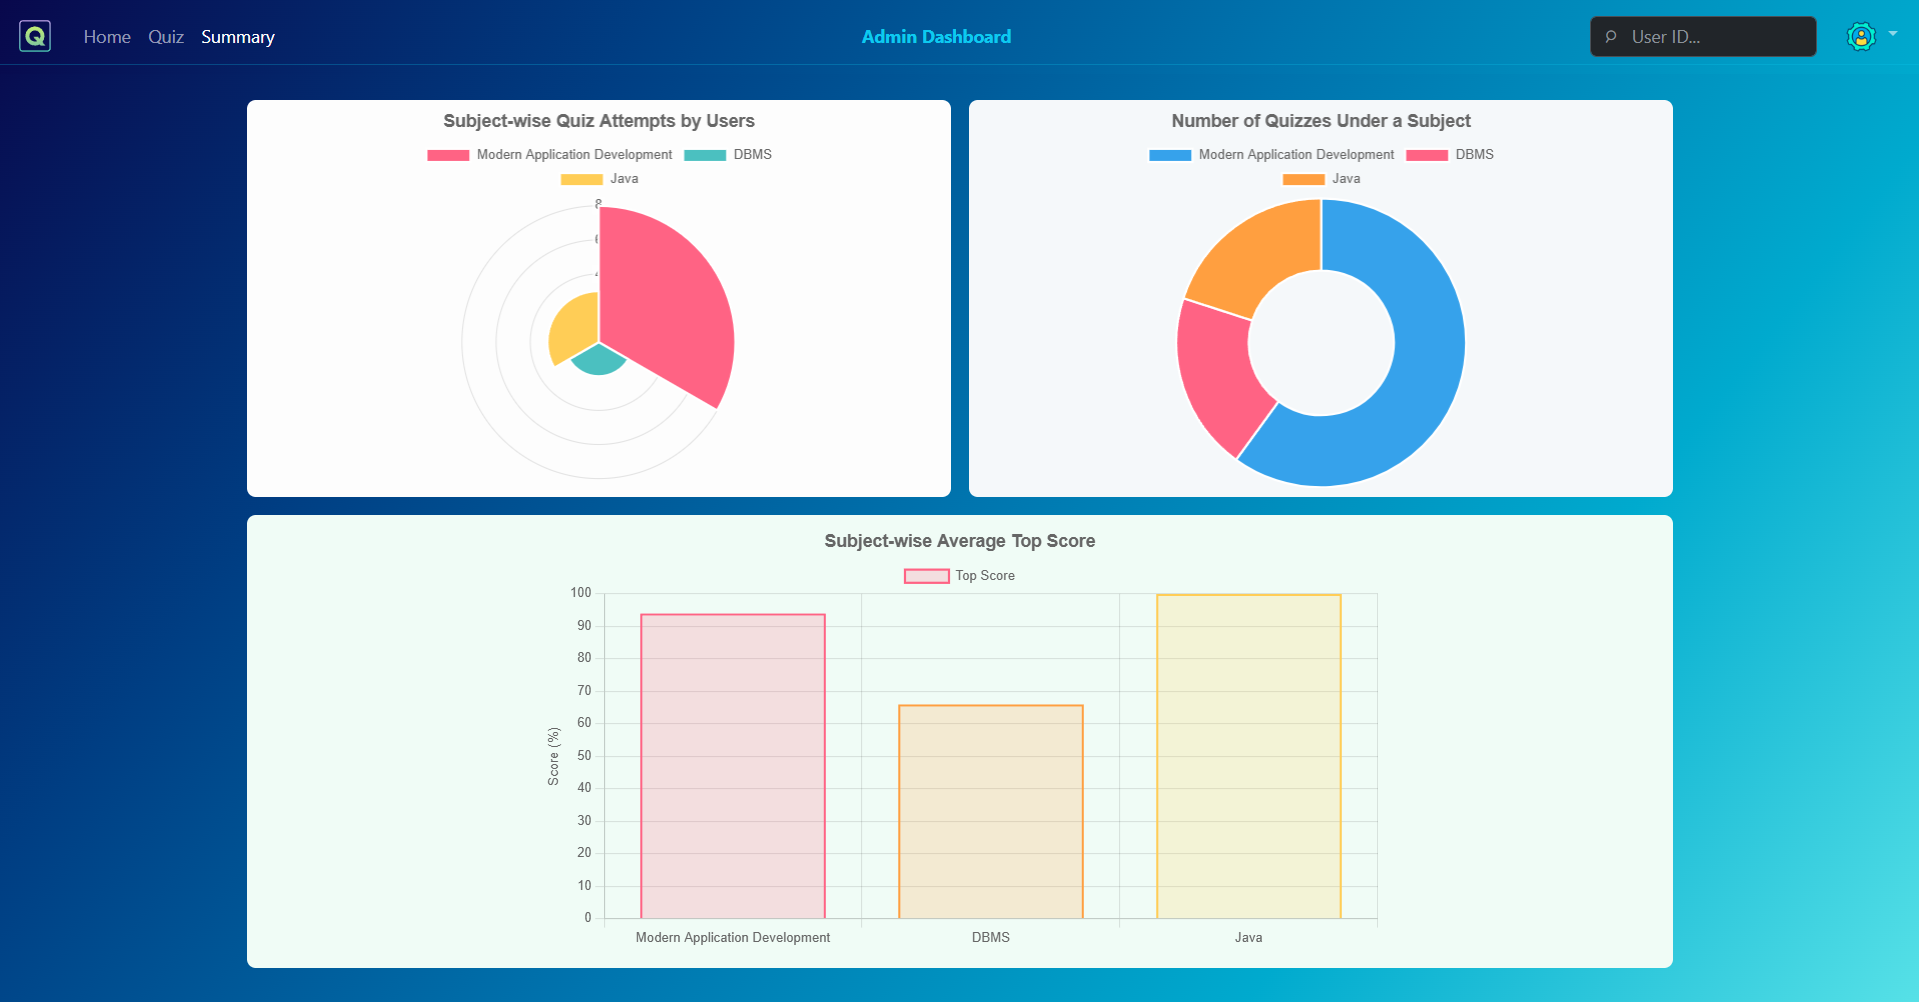 Q
Home Quiz Summary
Admin Dashboard
User ID...
Subject-wise Quiz Attempts by Users
Modern Application Development DBMS
Java
8
6
4
Number of Quizzes Under a Subject
Modern Application Development DBMS
Java
Subject-wise Average Top Score
Top Score
100
90
80
70
60
50
40
30
20
10
0
Score (%)
Modern Application Development DBMS Java